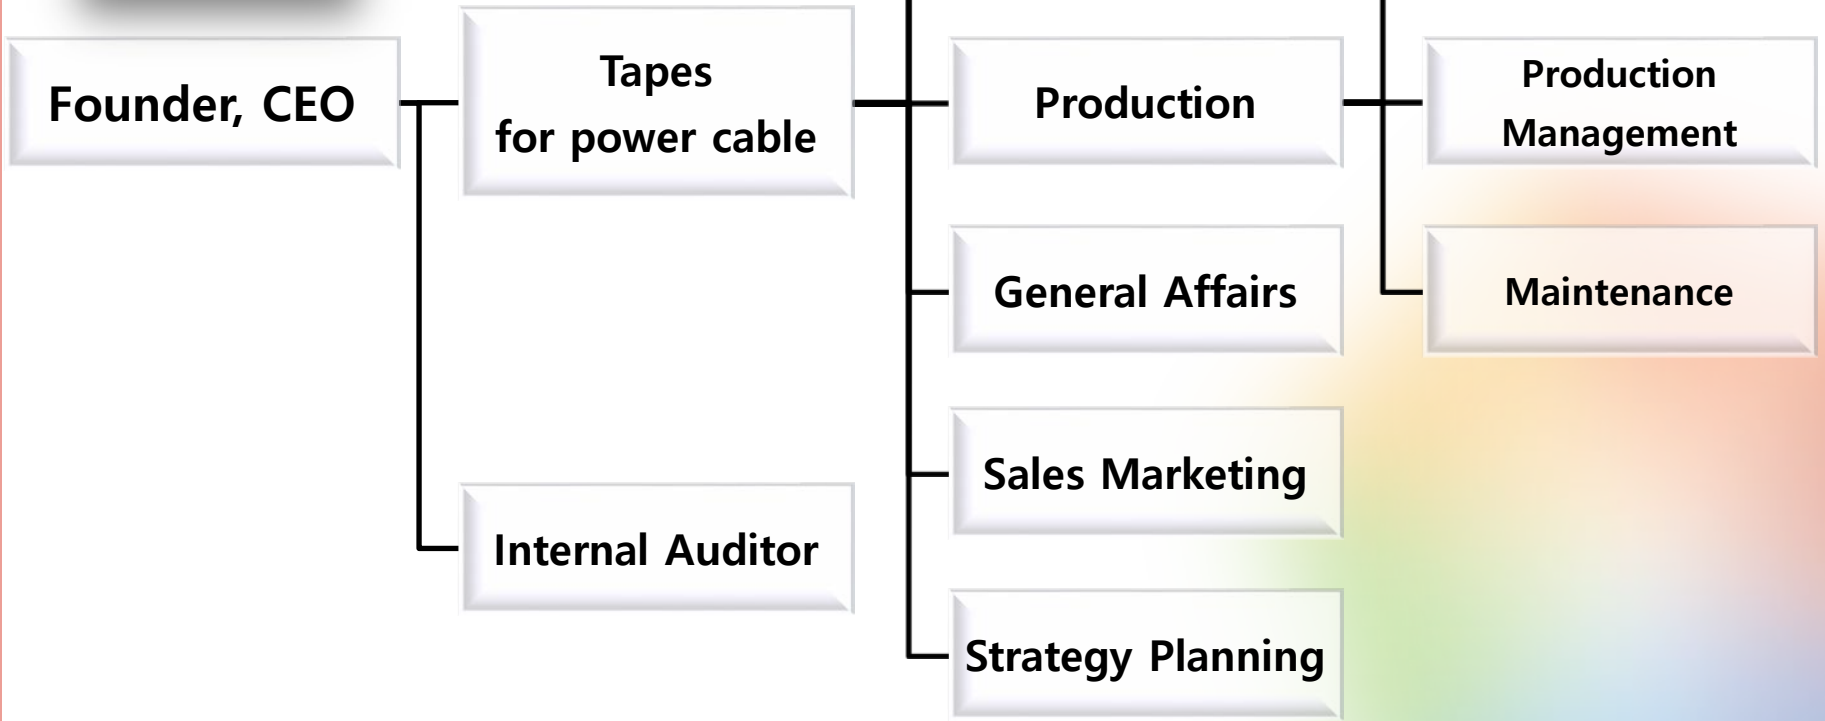 Founder, CEO
Tapes
for power cable
Internal Auditor
Production
General Affairs
Sales Marketing
Strategy Planning
Production
Management
Maintenance